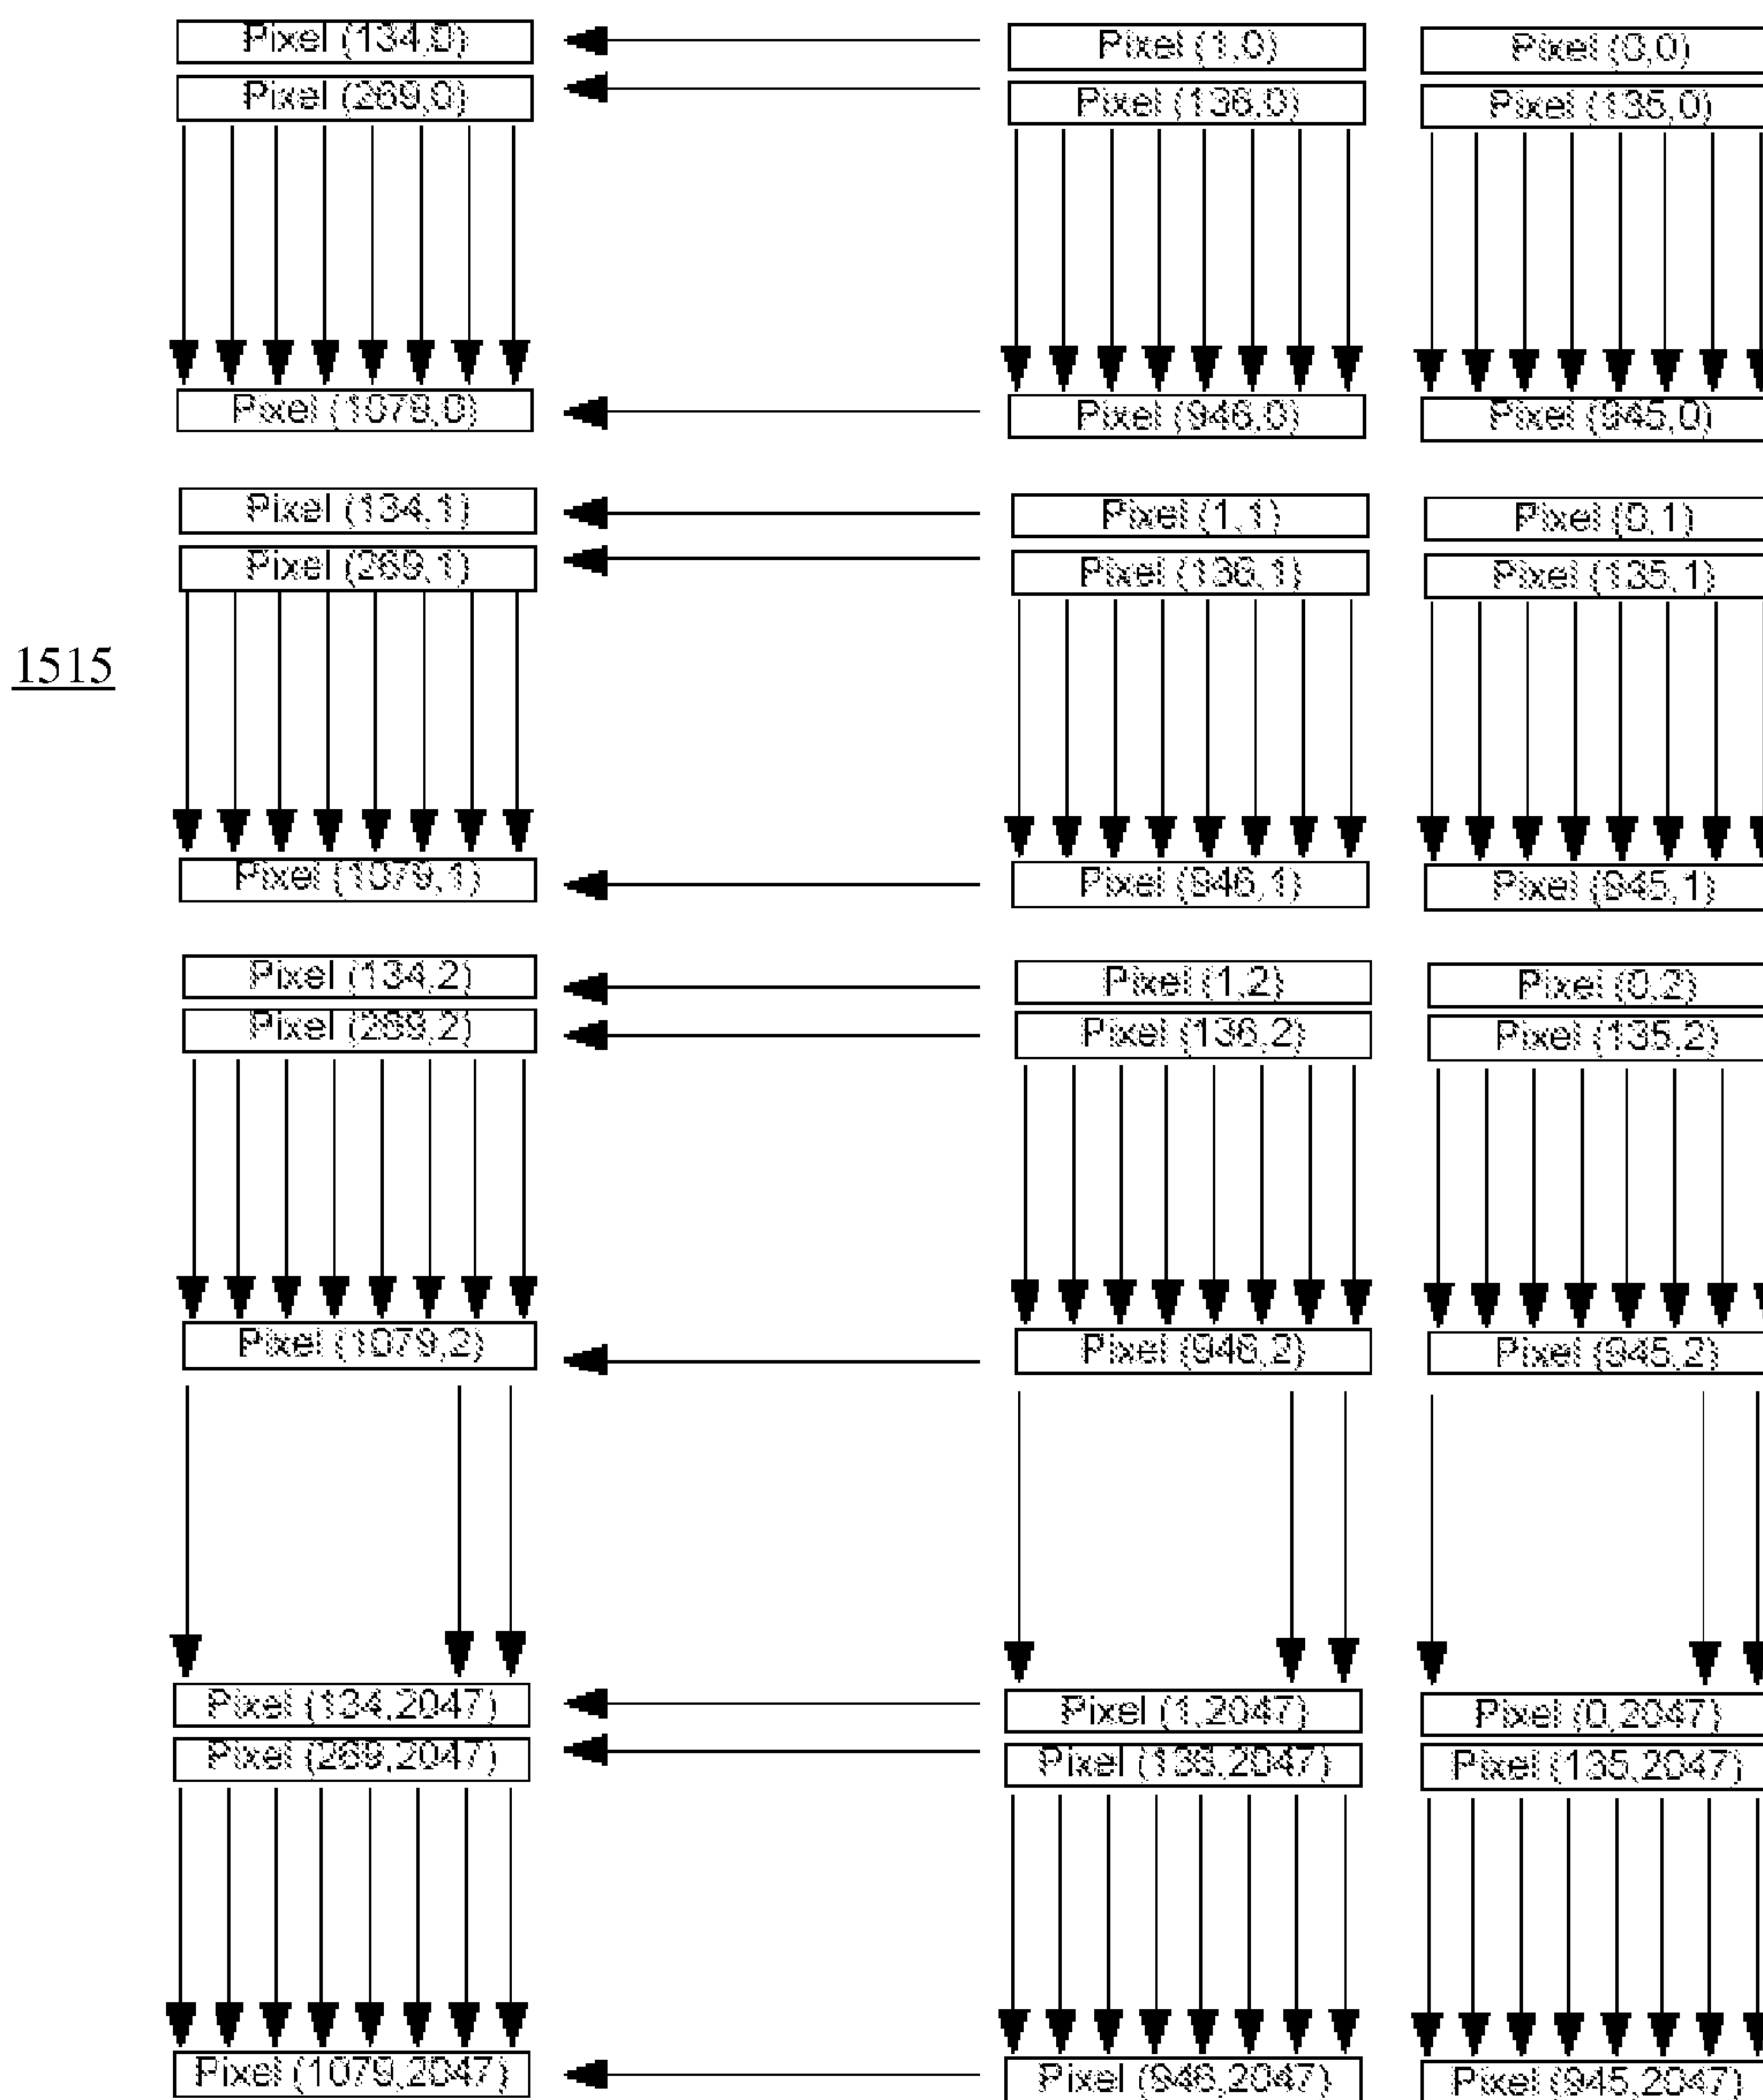 Pixel (134,0) Pixel (1,0) Pixel (0,0)
Pixel (269,0) Pixel (136,0) Pixel (135,0)
Pixel (1079,0) Pixel (946,0) Pixel (945,0)
Pixel (134,1) Pixel (1,1) Pixel (0,1)
Pixel (269,1) Pixel (136,1) Pixel (135,1)
1515
Pixel (1079,1) Pixel (946,1) Pixel (945,1)
Pixel (134,2) Pixel (1,2) Pixel (0,2)
Pixel (269,2) Pixel (136,2) Pixel (135,2)
Pixel (1079,2) Pixel (946,2) Pixel (945,2)
Pixel (134,2047) Pixel (1,2047) Pixel (0,2047)
Pixel (269,2047) Pixel (136,2047) Pixel (135,2047)
Pixel (1079,2047) Pixel (946,2047) Pixel (945,2047)